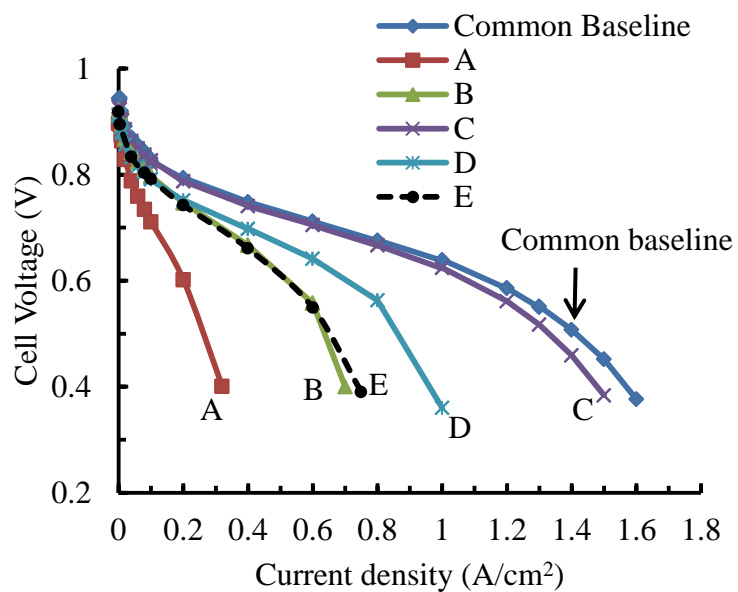 Common Baseline
A
B
C
D
E
1
0.8
0.6
0.4
0.2
Cell Voltage (V)
Common baseline
A
B
E
D
C
0
0.2
0.4
0.6
0.8
1
1.2
1.4
1.6
1.8
Current density (A/cm²)